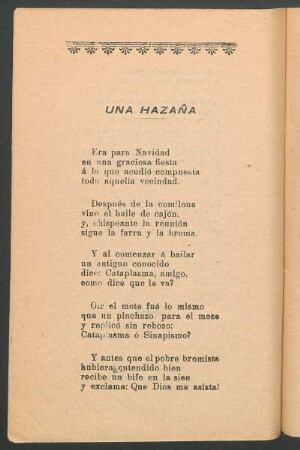 UNA HAZAÑA
Era para Navidad
en una graciosa fiesta
á la que acudió compuesta
toda aquella vecindad.
Después de la comilona
vino el baile de cajón.
y, chispeante la reunión
sigue la farra y la broma.
Y al comenzar á bailar
un antiguo conocido
dice: Cataplasma, amigo,
como dice que le va?
Oir el mote fué lo mismo
que un pinchazo para el mozo
y replicó sin rebozo:
Cataplasma ó Sinapismo?
Y antes que el pobre bromista
hubiera entendido bien
recibe un bife en la sien
y exclama: Que Dios me asista!